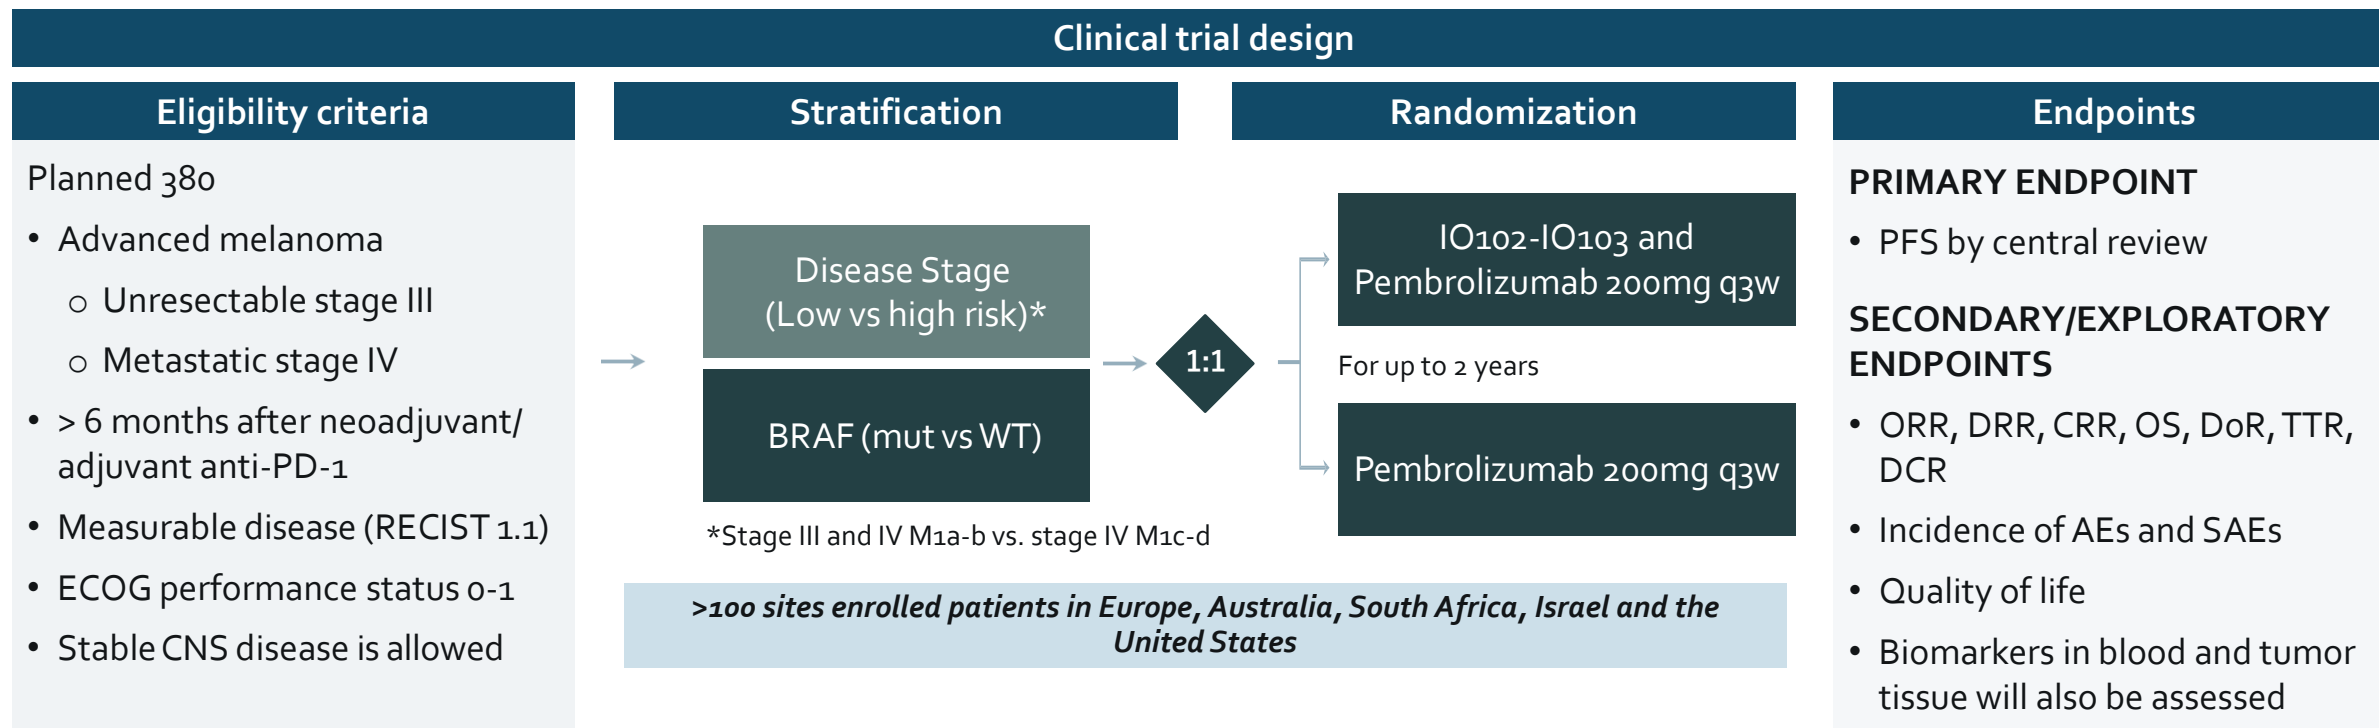 Clinical trial design
Eligibility criteria
Planned 380
• Advanced melanoma
o Unresectable stage III
o Metastatic stage IV
• > 6 months after neoadjuvant/
adjuvant anti-PD-1
• Measurable disease (RECIST 1.1)
• ECOG performance status 0-1
• Stable CNS disease is allowed
Stratification
Disease Stage
(Low vs high risk)*
BRAF (mut vs WT)
*Stage III and IV M1a-b vs. stage IV M1c-d
1:1
Randomization
IO102-IO103 and
Pembrolizumab 200mg q3w
For up to 2 years
Pembrolizumab 200mg q3w
>100 sites enrolled patients in Europe, Australia, South Africa, Israel and the
United States
Endpoints
PRIMARY ENDPOINT
• PFS by central review
SECONDARY/EXPLORATORY
ENDPOINTS
• ORR, DRR, CRR, OS, DoR, TTR,
DCR
• Incidence of AEs and SAEs
• Quality of life
• Biomarkers in blood and tumor
tissue will also be assessed